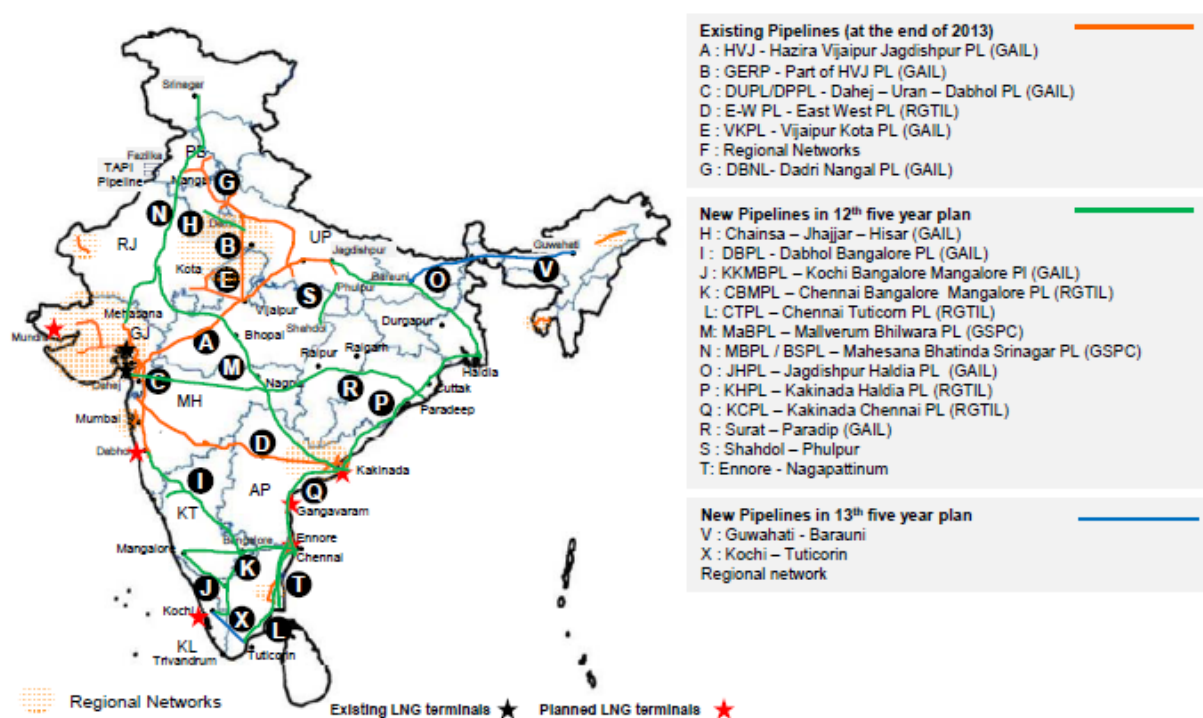 Srinagar
PB
Fazilka
TAPI
Pipeline
Nangal
G
N
H
Delhi
RJ
B
UP
Jagdishpur
Guwahati
Kota
E
Barauni
O
V
Phulpur
S
Mehasana
Vijaipur
Shahdol
Durgapur
GJ
Bhopal
A
Raipur
Raigarh
M
Haldia
Dahej
C
Nagpur
R
Cuttak
MH
P
Paradeep
Mumbai
D
Dabhol
Kakinada
I
AP
Q
KT
Gangavaram
Bangalore
Ennore
Mangalore
Chennai
K
J
T
Kochi
X
L
KL
Tuticorin
Trivandrum
Regional Networks
Existing LNG terminals
Planned LNG terminals
Existing Pipelines (at the end of 2013)
A : HVJ - Hazira Vijaipur Jagdishpur PL (GAIL)
B : GERP - Part of HVJ PL (GAIL)
C : DUPL/DPPL - Dahej – Uran – Dabhol PL (GAIL)
D : E-W PL - East West PL (RGTIL)
E : VKPL - Vijaipur Kota PL (GAIL)
F : Regional Networks
G : DBNL- Dadri Nangal PL (GAIL)
New Pipelines in 12th five year plan
H : Chainsa – Jhajjar – Hisar (GAIL)
I : DBPL - Dabhol Bangalore PL (GAIL)
J : KKMBPL – Kochi Bangalore Mangalore Pl (GAIL)
K : CBMPL – Chennai Bangalore Mangalore PL (RGTIL)
L : CTPL – Chennai Tuticorn PL (RGTIL)
M: MaBPL – Mallverum Bhilwara PL (GSPC)
N : MBPL / BSPL – Mahesana Bhatinda Srinagar PL (GSPC)
O : JHPL – Jagdishpur Haldia PL (GAIL)
P : KHPL – Kakinada Haldia PL (RGTIL)
Q : KCPL – Kakinada Chennai PL (RGTIL)
R : Surat – Paradip (GAIL)
S : Shahdol – Phulpur
T: Ennore - Nagapattinum
New Pipelines in 13th five year plan
V : Guwahati - Barauni
X : Kochi – Tuticorin
Regional network